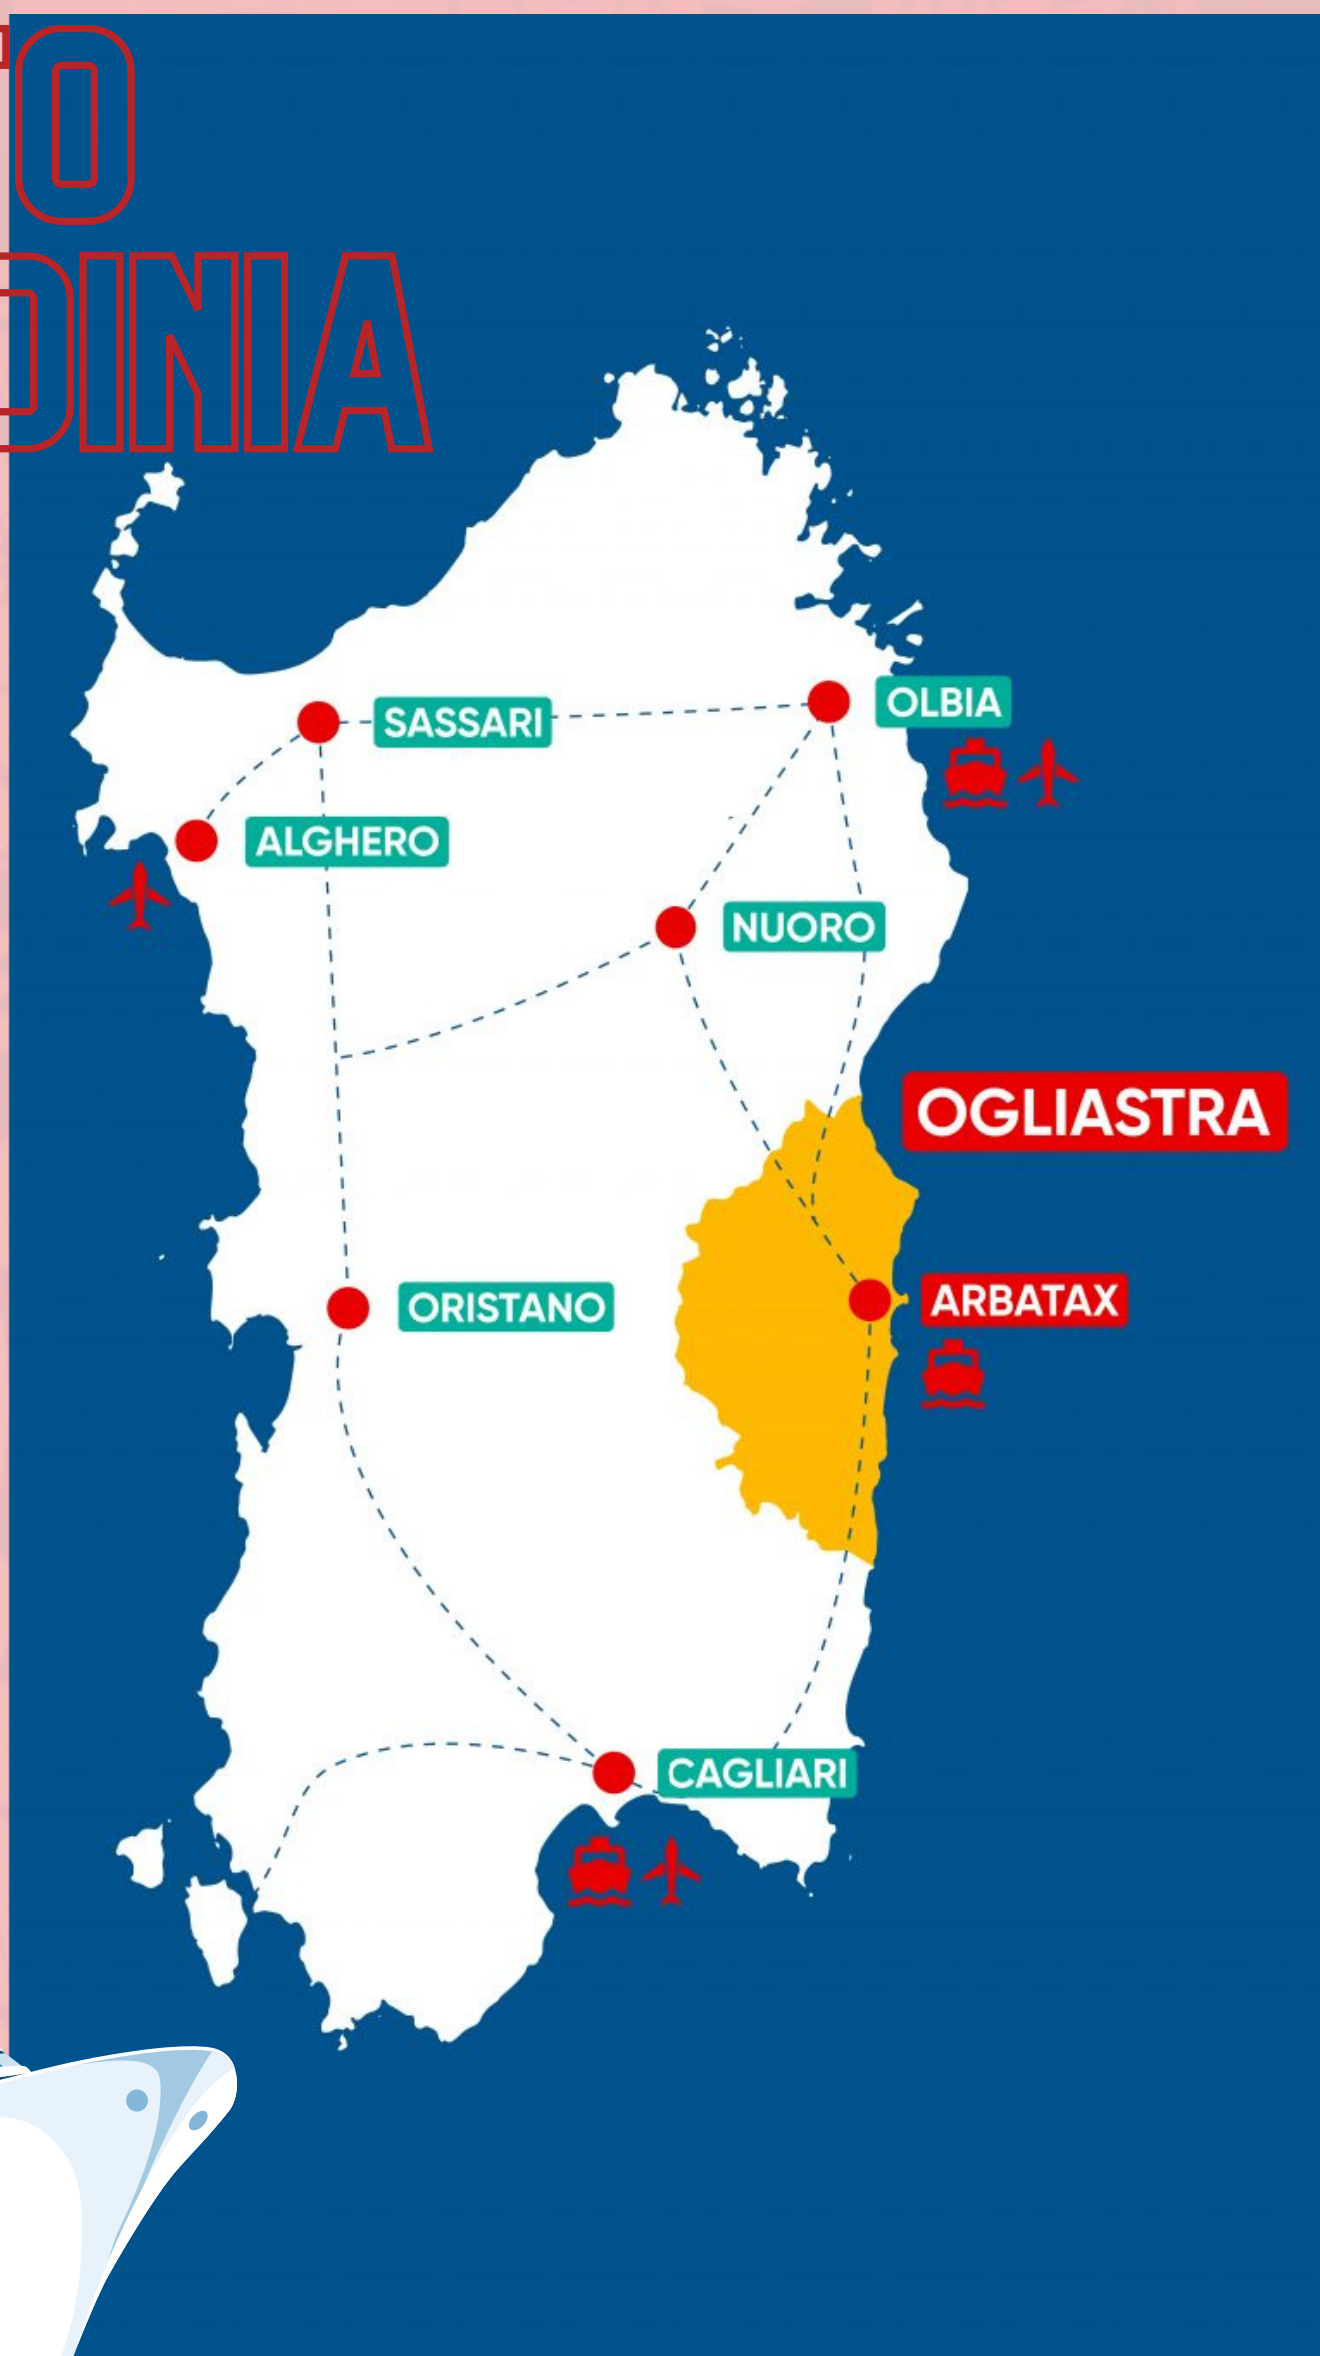 O
DINIA
OLBIA
SASSARI
ALGHERO
NUORO
OGLIASTRA
ARBATAX
ORISTANO
CAGLIARI